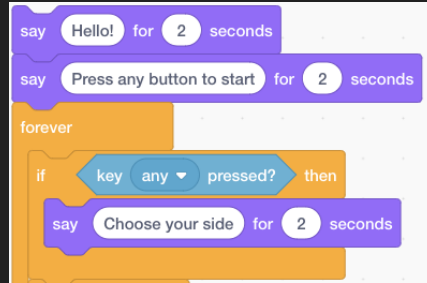 say Hello! for 2 seconds
say Press any button to start for 2 seconds
forever
if key any pressed? then
say Choose your side for 2 seconds